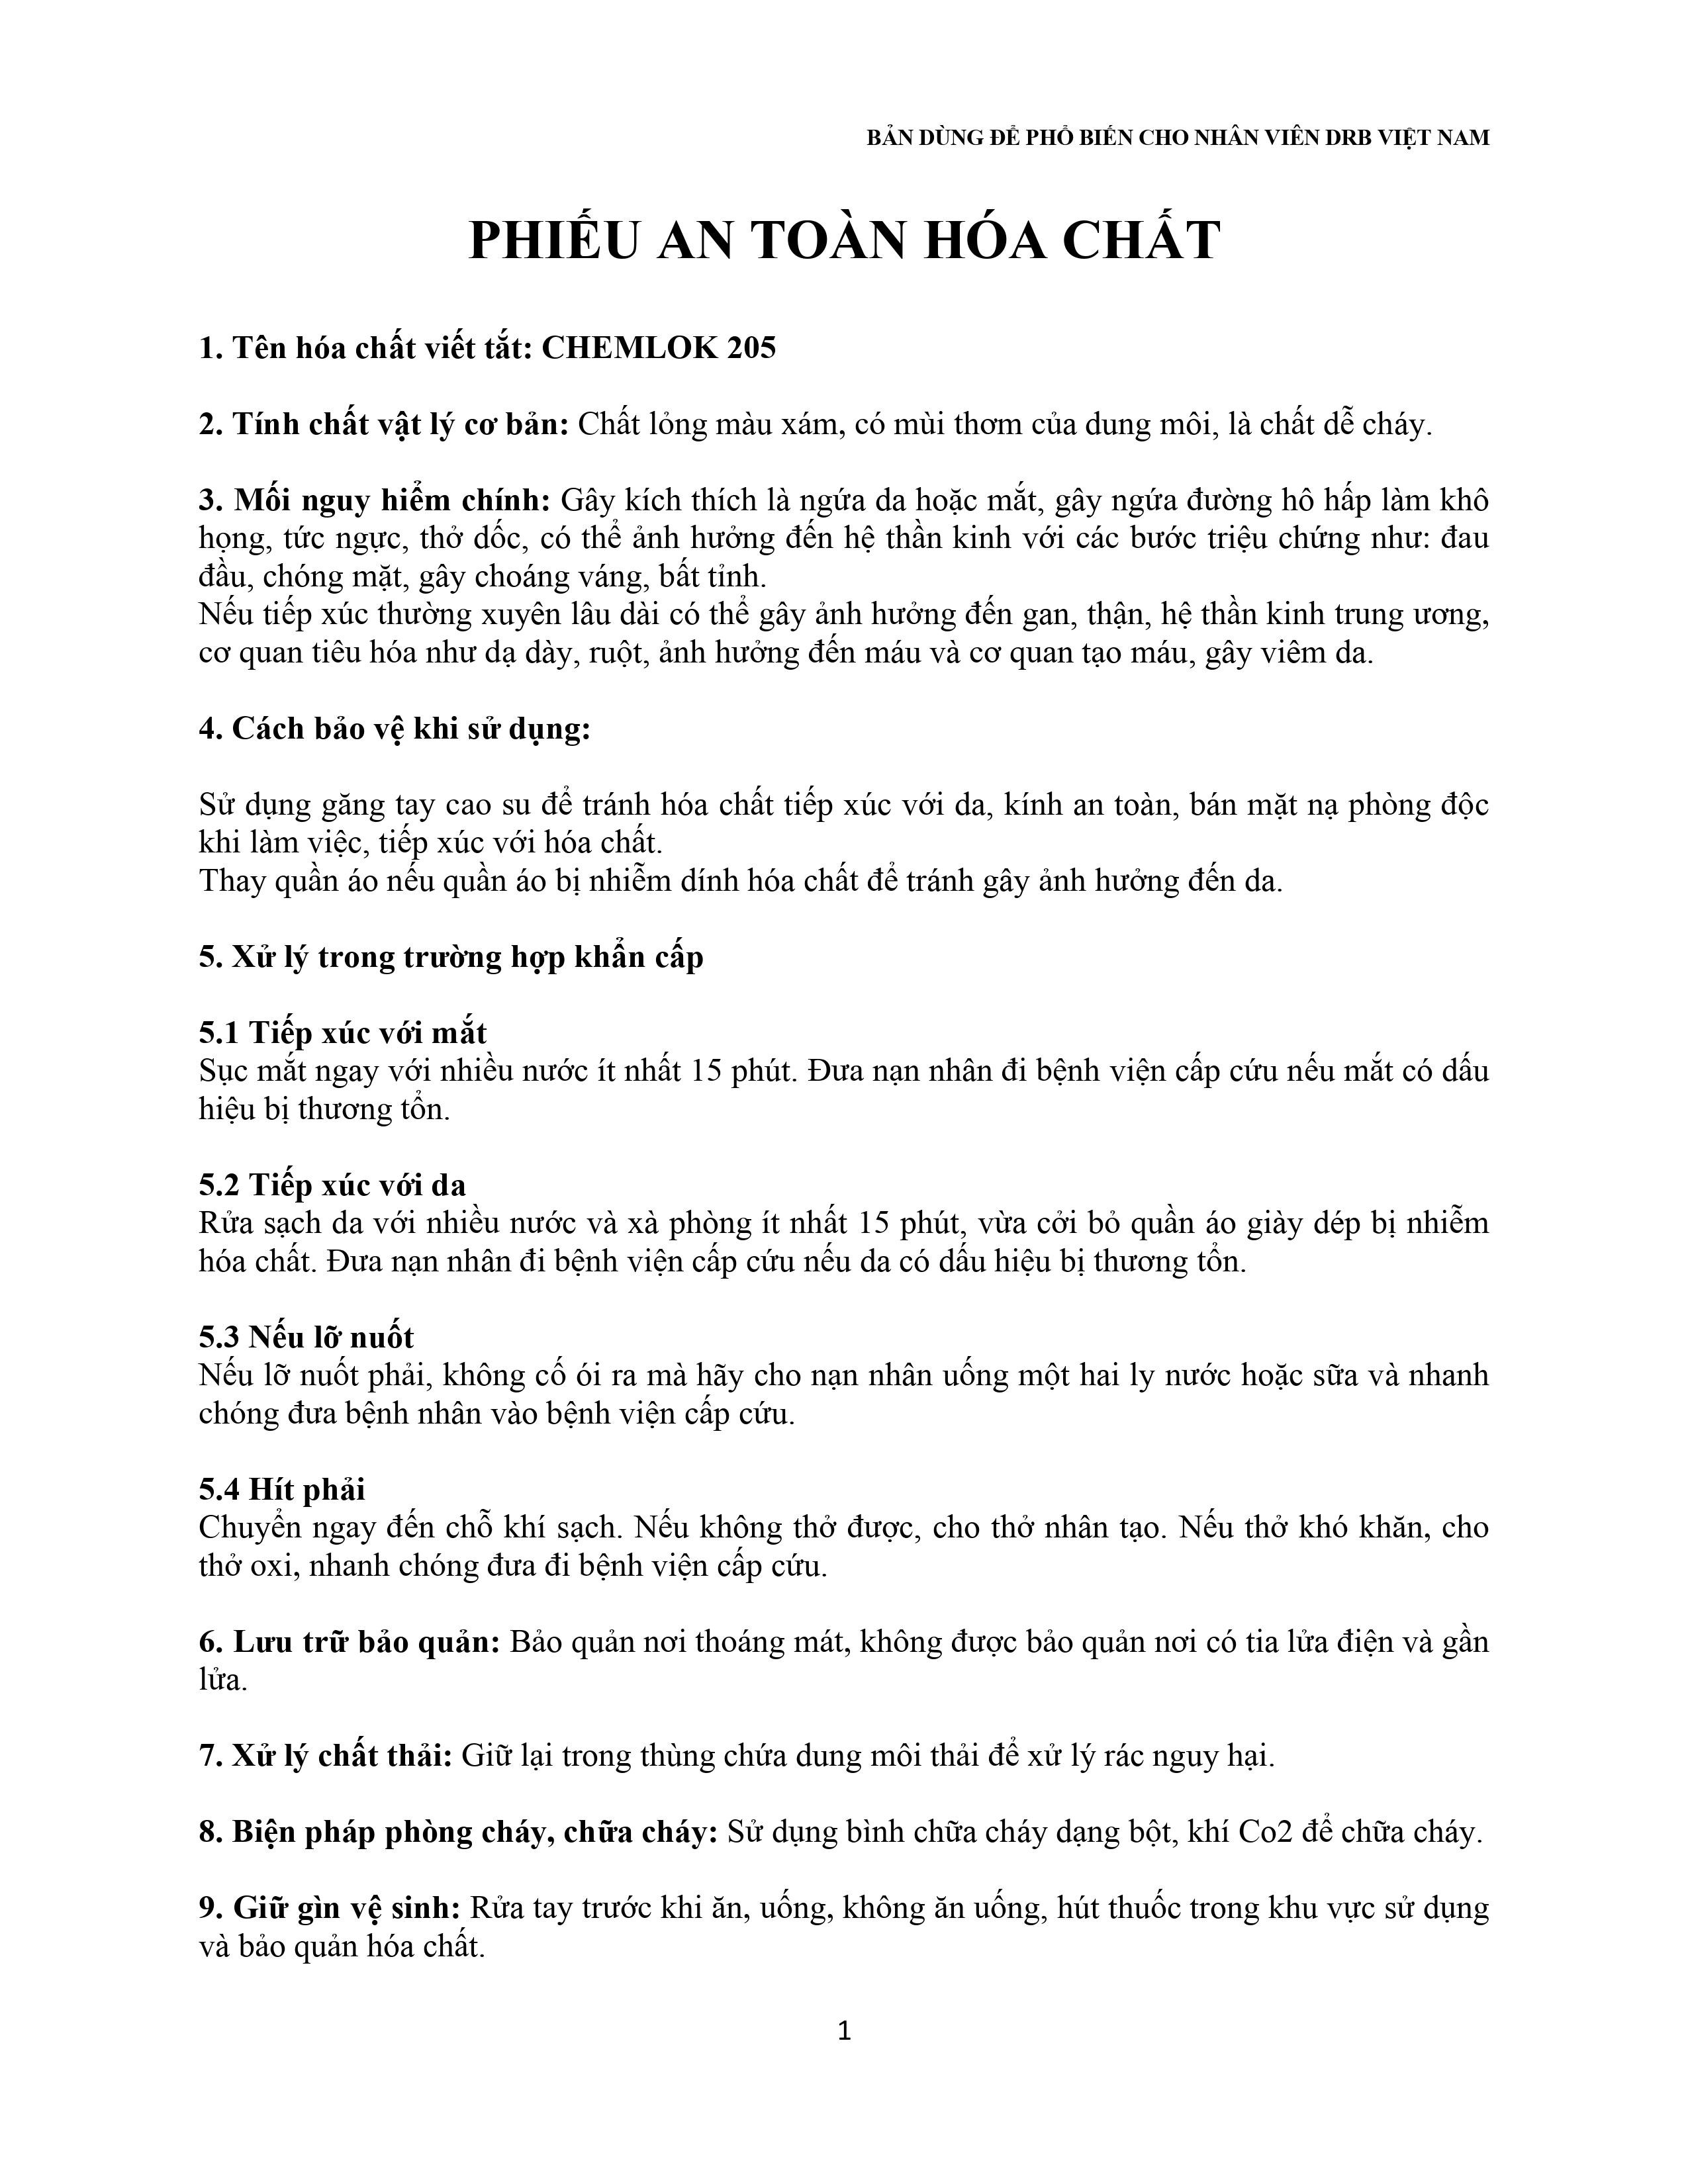 BẢN DÙNG ĐỂ PHỔ BIẾN CHO NHÂN VIÊN DRB VIỆT NAM
PHIẾU AN TOÀN HÓA CHẤT
1. Tên hóa chất viết tắt: CHEMLOK 205
2. Tính chất vật lý cơ bản: Chất lỏng màu xám, có mùi thơm của dung môi, là chất dễ cháy.
3. Mối nguy hiểm chính: Gây kích thích là ngứa da hoặc mắt, gây ngứa đường hô hấp làm khô
họng, tức ngực, thở dốc, có thể ảnh hưởng đến hệ thần kinh với các bước triệu chứng như: đau
đầu, chóng mặt, gây choáng váng, bất tỉnh.
Nếu tiếp xúc thường xuyên lâu dài có thể gây ảnh hưởng đến gan, thận, hệ thần kinh trung ương,
cơ quan tiêu hóa như dạ dày, ruột, ảnh hưởng đến máu và cơ quan tạo máu, gây viêm da.
4. Cách bảo vệ khi sử dụng:
Sử dụng găng tay cao su để tránh hóa chất tiếp xúc với da, kính an toàn, bán mặt nạ phòng độc
khi làm việc, tiếp xúc với hóa chất.
Thay quần áo nếu quần áo bị nhiễm dính hóa chất để tránh gây ảnh hưởng đến da.
5. Xử lý trong trường hợp khẩn cấp
5.1 Tiếp xúc với mắt
Sục mắt ngay với nhiều nước ít nhất 15 phút. Đưa nạn nhân đi bệnh viện cấp cứu nếu mắt có dấu
hiệu bị thương tổn.
5.2 Tiếp xúc với da
Rửa sạch da với nhiều nước và xà phòng ít nhất 15 phút, vừa cởi bỏ quần áo giày dép bị nhiễm
hóa chất. Đưa nạn nhân đi bệnh viện cấp cứu nếu da có dấu hiệu bị thương tổn.
5.3 Nếu lỡ nuốt
Nếu lỡ nuốt phải, không cố ói ra mà hãy cho nạn nhân uống một hai ly nước hoặc sữa và nhanh
chóng đưa bệnh nhân vào bệnh viện cấp cứu.
5.4 Hít phải
Chuyển ngay đến chỗ khí sạch. Nếu không thở được, cho thở nhân tạo. Nếu thở khó khăn, cho
thở oxi, nhanh chóng đưa đi bệnh viện cấp cứu.
6. Lưu trữ bảo quản: Bảo quản nơi thoáng mát, không được bảo quản nơi có tia lửa điện và gần
lửa.
7. Xử lý chất thải: Giữ lại trong thùng chứa dung môi thải để xử lý rác nguy hại.
8. Biện pháp phòng cháy, chữa cháy: Sử dụng bình chữa cháy dạng bột, khí Co2 để chữa cháy.
9. Giữ gìn vệ sinh: Rửa tay trước khi ăn, uống, không ăn uống, hút thuốc trong khu vực sử dụng
và bảo quản hóa chất.
1